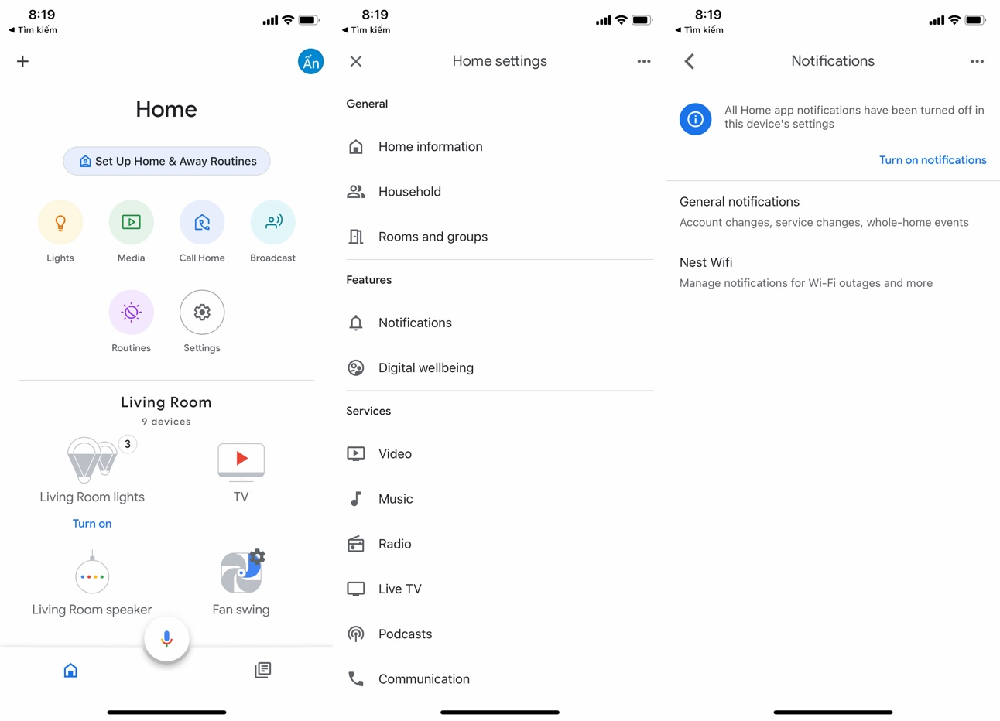 8:19
◀ Tìm kiếm
Ẩn
Home
Set Up Home & Away Routines
Lights
Media
Call Home
Broadcast
Routines
Settings
Living Room
9 devices
3
Living Room lights
TV
Turn on
Living Room speaker
Fan swing
8:19
◀ Tìm kiếm
Home settings
General
Home information
Household
Rooms and groups
Features
Notifications
Digital wellbeing
Services
Video
Music
Radio
Live TV
Podcasts
Communication
8:19
◀ Tìm kiếm
Notifications
All Home app notifications have been turned off in
this device's settings
Turn on notifications
General notifications
Account changes, service changes, whole-home events
Nest Wifi
Manage notifications for Wi-Fi outages and more